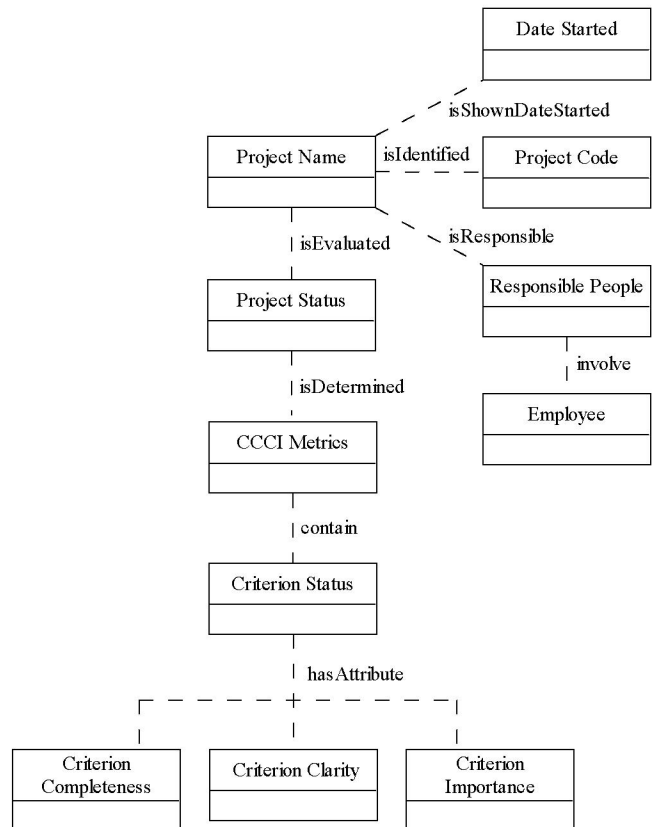 Date Started
isShownDateStarted
Project Name
isIdentified
Project Code
isEvaluated
isResponsible
Project Status
Responsible People
isDetermined
involve
CCCI Metrics
Employee
contain
Criterion Status
hasAttribute
Criterion
Completeness
Criterion Clarity
Criterion
Importance